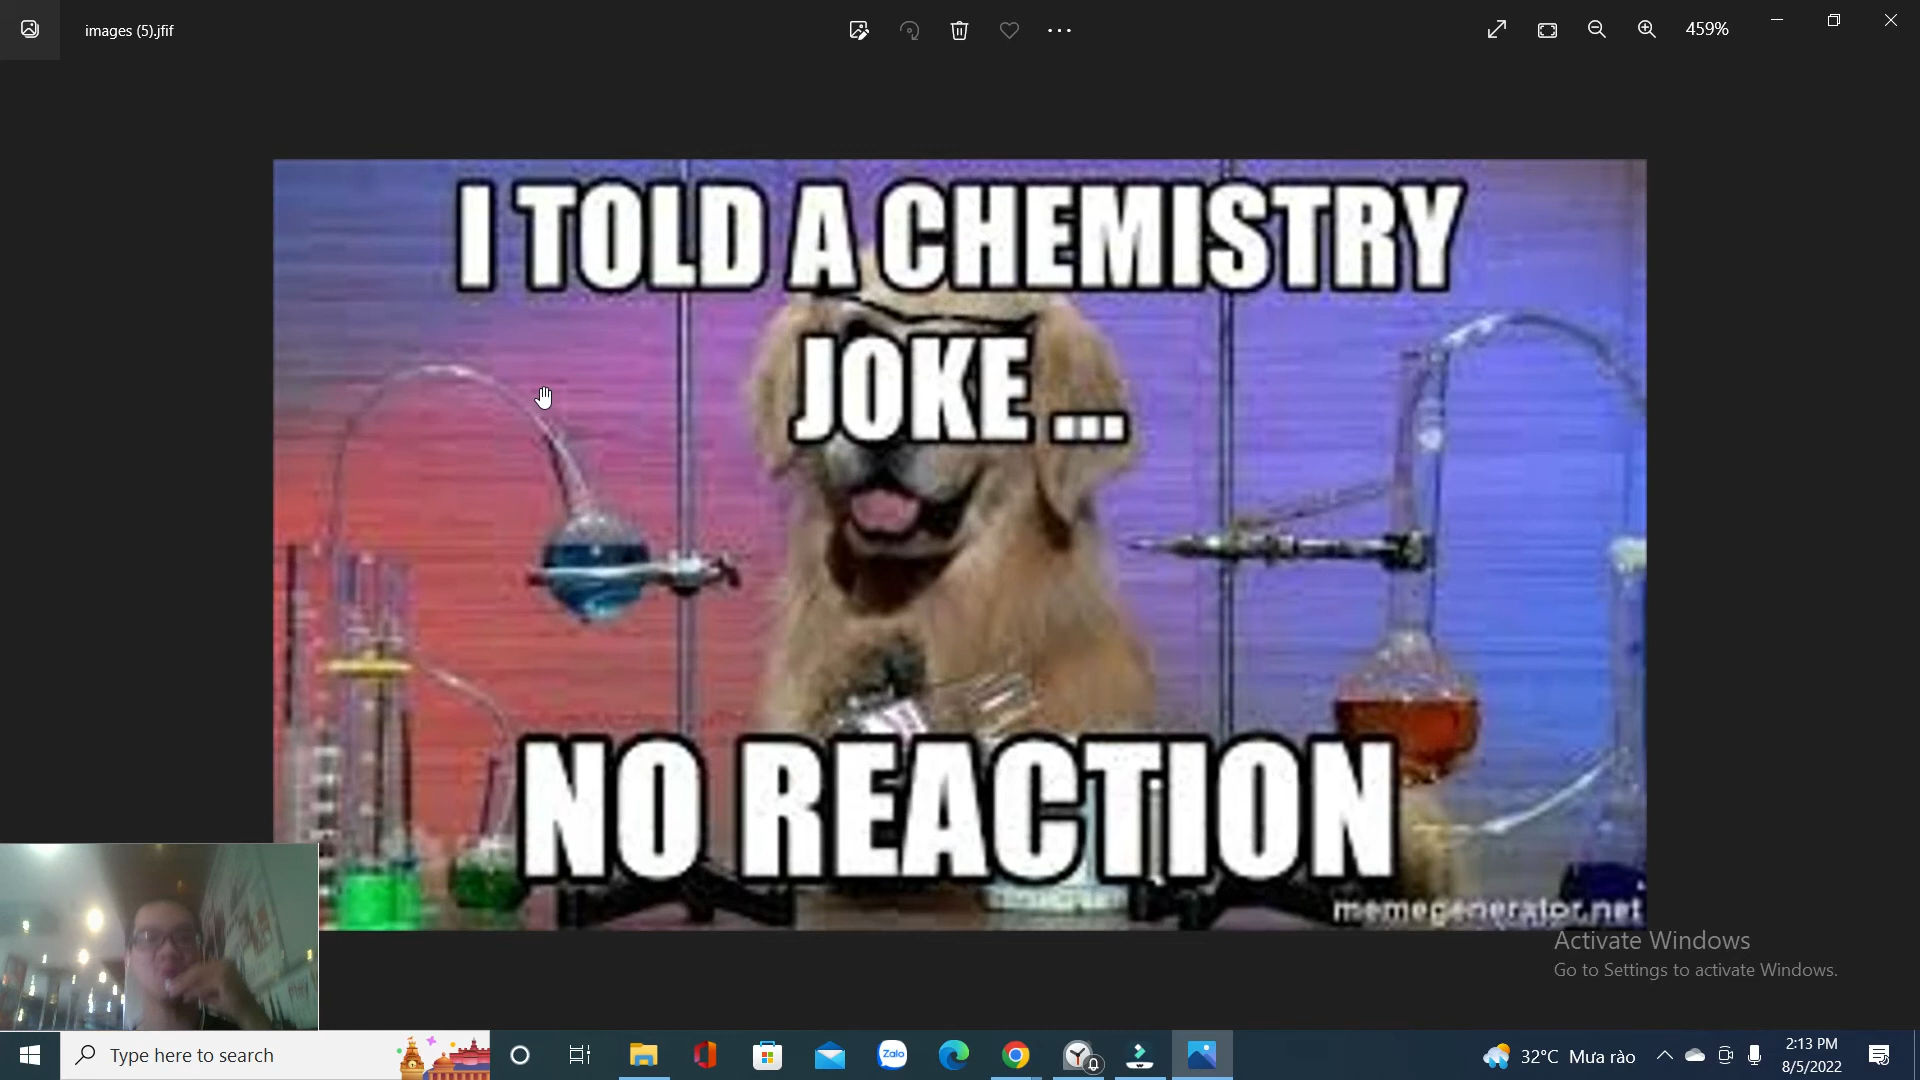 images (5).jfif
459%
I TOLD A CHEMISTRY
JOKE ...
NO REACTION
memegenerator.net
Activate Windows
Go to Settings to activate Windows.
Type here to search
Zalo
32°C Mưa rào
2:13 PM
8/5/2022